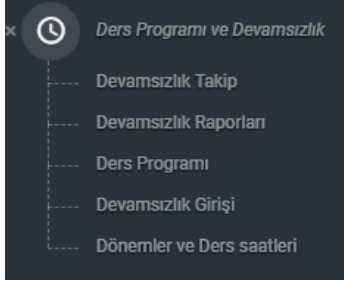 Ders Programı ve Devamsızlık
Devamsızlık Takip
Devamsızlık Raporları
Ders Programı
Devamsızlık Girişi
Dönemler ve Ders saatleri